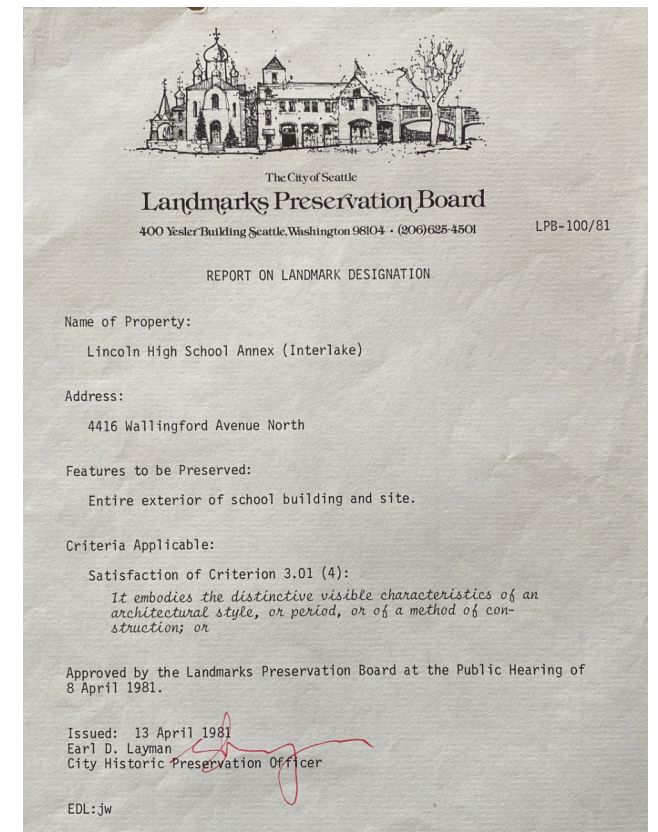 The City of Seattle
Landmarks Preservation Board
400 Yesler Building Seattle, Washington 98104 • (206) 625-4501
LPB-100/81
REPORT ON LANDMARK DESIGNATION
Name of Property:
Lincoln High School Annex (Interlake)
Address:
4416 Wallingford Avenue North
Features to be Preserved:
Entire exterior of school building and site.
Criteria Applicable:
Satisfaction of Criterion 3.01 (4):
It embodies the distinctive visible characteristics of an
architectural style, or period, or of a method of con-
struction; or
Approved by the Landmarks Preservation Board at the Public Hearing of
8 April 1981.
Issued: 13 April 1981
Earl D. Layman
City Historic Preservation Officer
EDL:jw